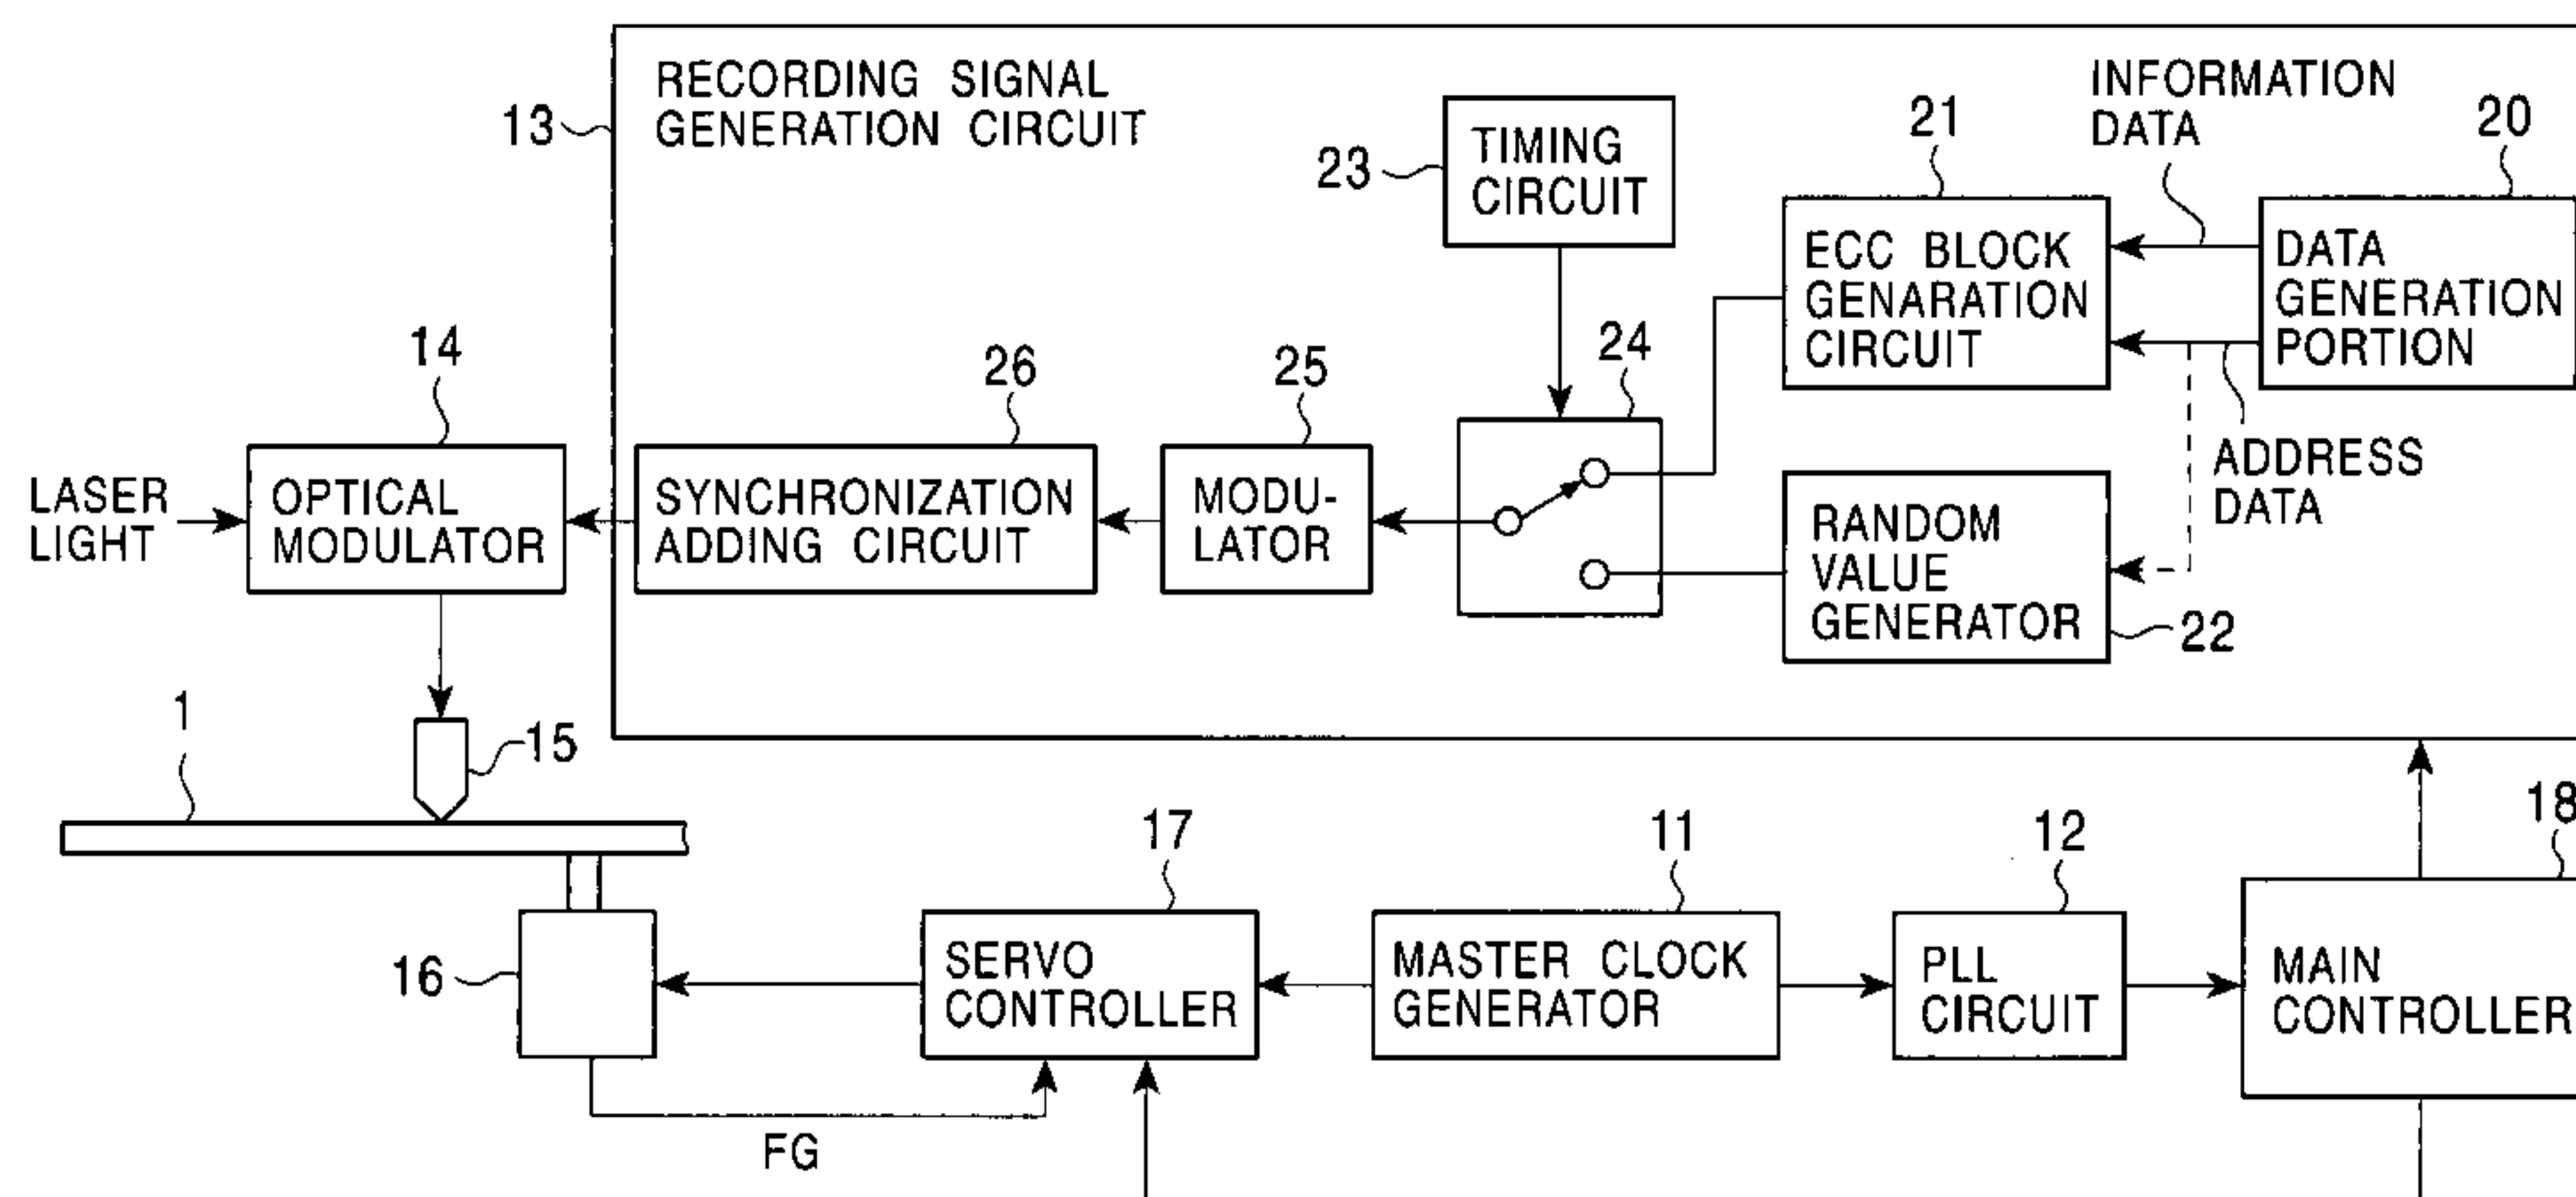 RECORDING SIGNAL
GENERATION CIRCUIT
13
TIMING
CIRCUIT
23
21
INFORMATION
DATA
20
ECC BLOCK
GENARATION
CIRCUIT
DATA
GENERATION
PORTION
14
26
25
24
LASER
LIGHT
OPTICAL
MODULATOR
SYNCHRONIZATION
ADDING CIRCUIT
MODU-
LATOR
ADDRESS
DATA
RANDOM
VALUE
GENERATOR
22
1
15
17
11
12
18
16
SERVO
CONTROLLER
MASTER CLOCK
GENERATOR
PLL
CIRCUIT
MAIN
CONTROLLER
FG